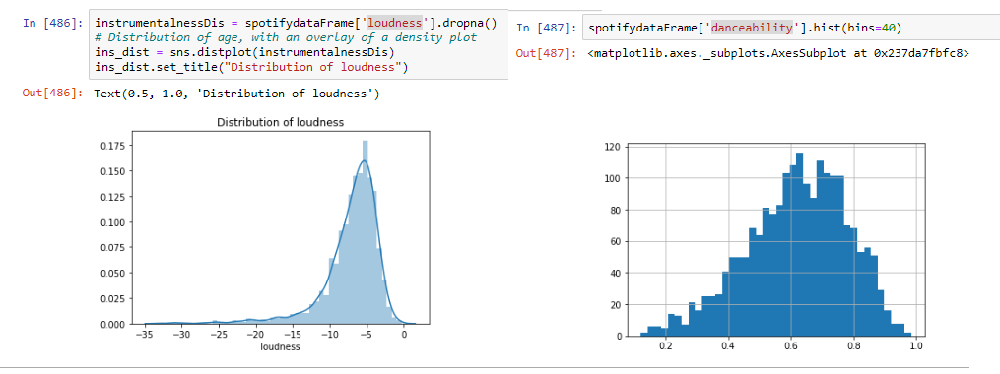 In [486]: instrumentalnessDis = spotifydataFrame['loudness'].dropna()
# Distribution of age, with an overlay of a density plot
ins_dist = sns.distplot(instrumentalnessDis)
ins_dist.set_title("Distribution of loudness")
Out[486]: Text(0.5, 1.0, 'Distribution of loudness')
Distribution of loudness
0.175
0.150
0.125
0.100
0.075
0.050
0.025
0.000
−35 −30 −25 −20 −15 −10 −5 0
loudness
In [487]: spotifydataFrame['danceability'].hist(bins=40)
Out[487]: <matplotlib.axes._subplots.AxesSubplot at 0x237da7fbfc8>
120
100
80
60
40
20
0
0.2 0.4 0.6 0.8 1.0